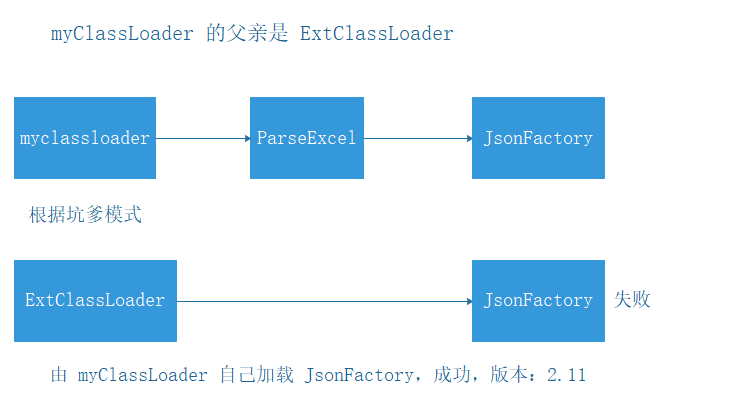 myClassLoader 的父亲是 ExtClassLoader
myclassloader
ParseExcel
JsonFactory
根据坑爹模式
ExtClassLoader
JsonFactory
失败
由 myClassLoader 自己加载 JsonFactory，成功，版本：2.11